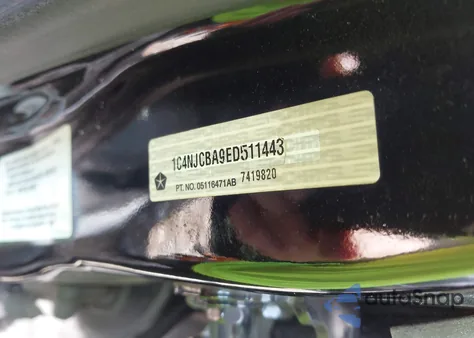 1C4NJCBA9ED511443
PT. NO. 05116471AB 7419820
autoSnap